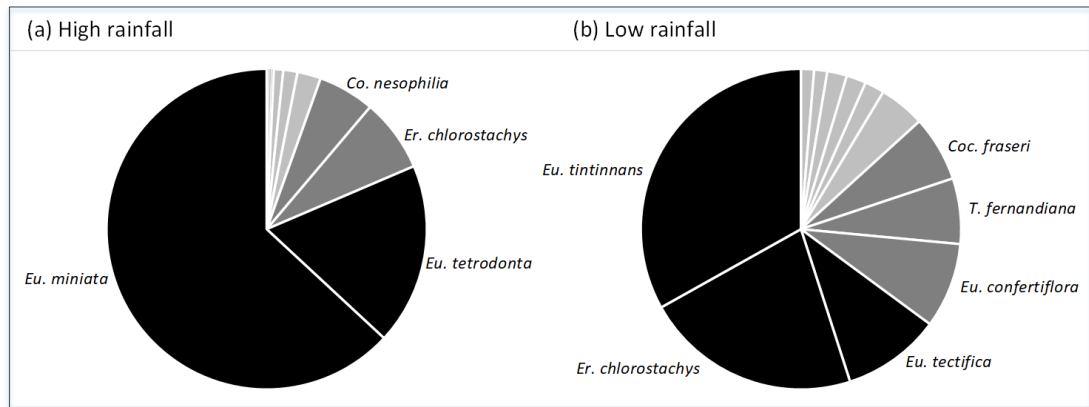 (a) High rainfall
Co. nesophilia
Er. chlorostachys
Eu. tetrodonta
Eu. miniata
(b) Low rainfall
Coc. fraseri
T. fernandiana
Eu. confertiflora
Eu. tectifica
Er. chlorostachys
Eu. tintinnans